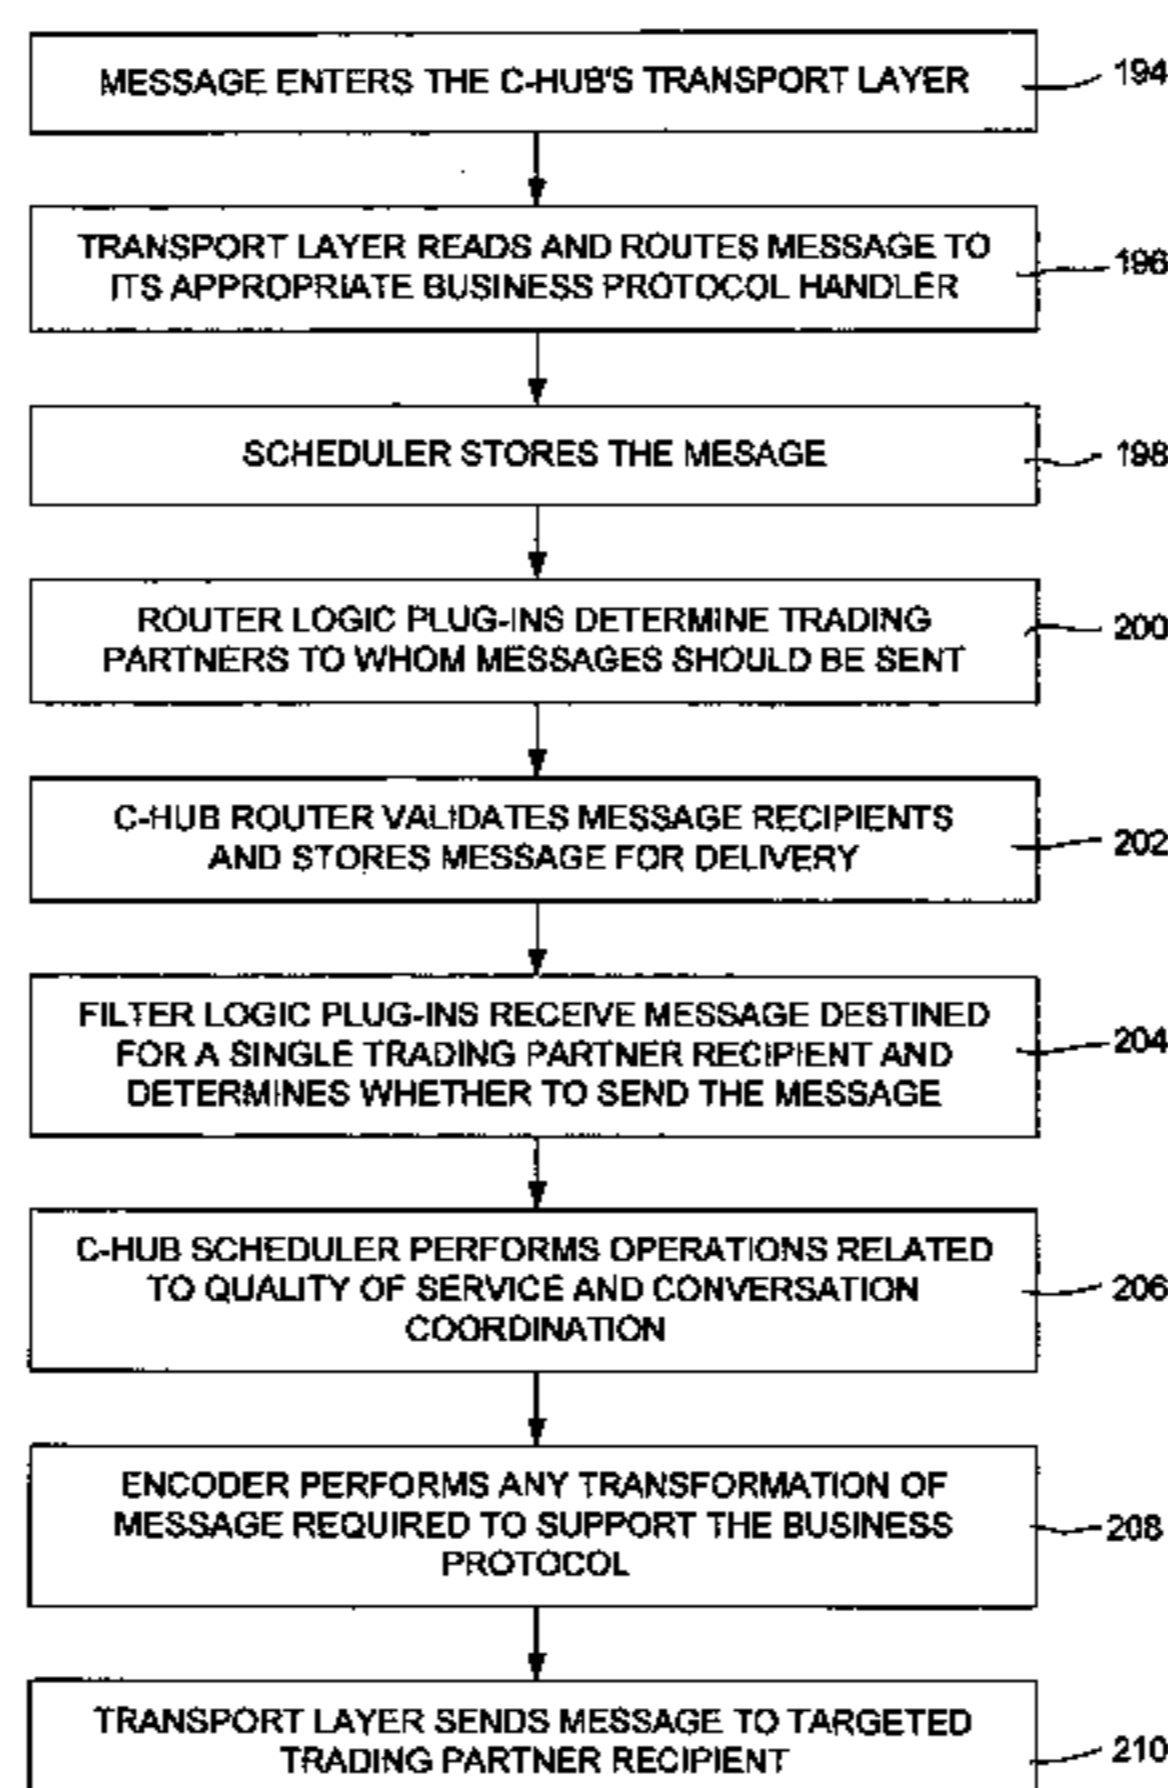 MESSAGE ENTERS THE C-HUB'S TRANSPORT LAYER
194
TRANSPORT LAYER READS AND ROUTES MESSAGE TO
ITS APPROPRIATE BUSINESS PROTOCOL HANDLER
196
SCHEDULER STORES THE MESAGE
198
ROUTER LOGIC PLUG-INS DETERMINE TRADING
PARTNERS TO WHOM MESSAGES SHOULD BE SENT
200
C-HUB ROUTER VALIDATES MESSAGE RECIPIENTS
AND STORES MESSAGE FOR DELIVERY
202
FILTER LOGIC PLUG-INS RECEIVE MESSAGE DESTINED
FOR A SINGLE TRADING PARTNER RECIPIENT AND
DETERMINES WHETHER TO SEND THE MESSAGE
204
C-HUB SCHEDULER PERFORMS OPERATIONS RELATED
TO QUALITY OF SERVICE AND CONVERSATION
COORDINATION
206
ENCODER PERFORMS ANY TRANSFORMATION OF
MESSAGE REQUIRED TO SUPPORT THE BUSINESS
PROTOCOL
208
TRANSPORT LAYER SENDS MESSAGE TO TARGETED
TRADING PARTNER RECIPIENT
210